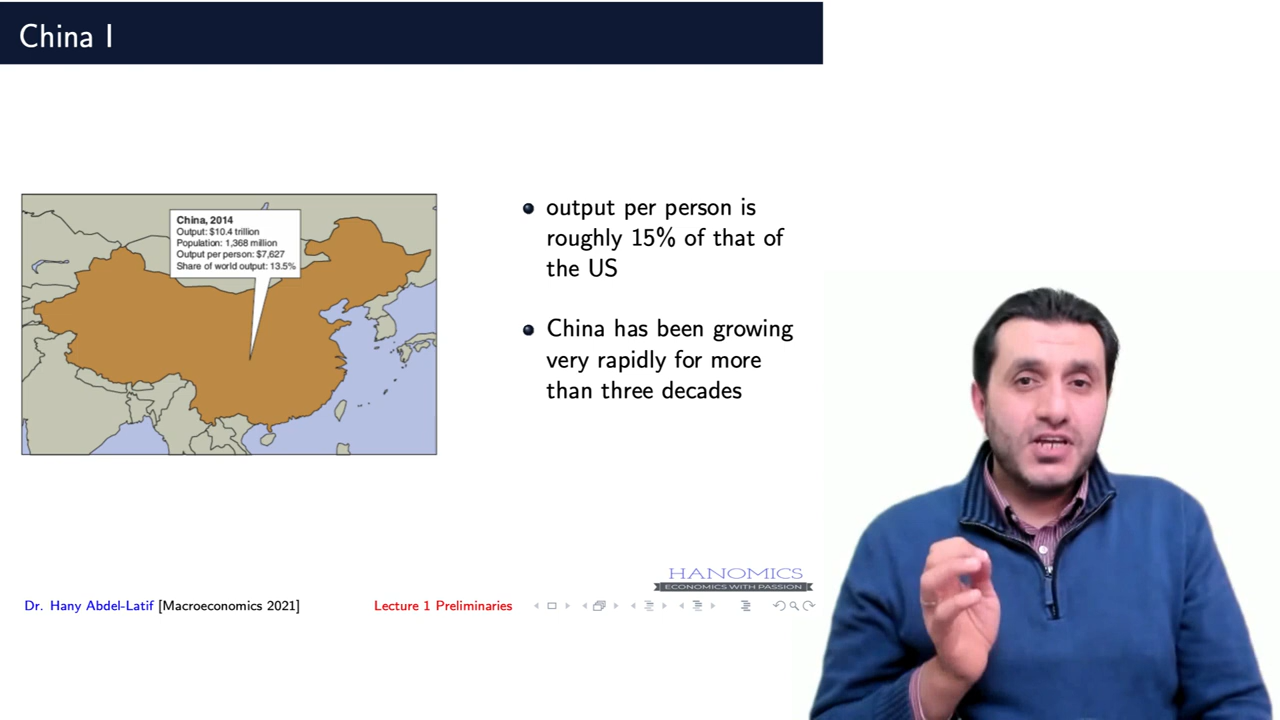 China I
China, 2014
Output: $10.4 trillion
Population: 1,368 million
Output per person: $7,627
Share of world output: 13.5%
output per person is
roughly 15% of that of
the US
China has been growing
very rapidly for more
than three decades
HANOMICS
ECONOMICS WITH PASSION
Dr. Hany Abdel-Latif [Macroeconomics 2021]
Lecture 1 Preliminaries